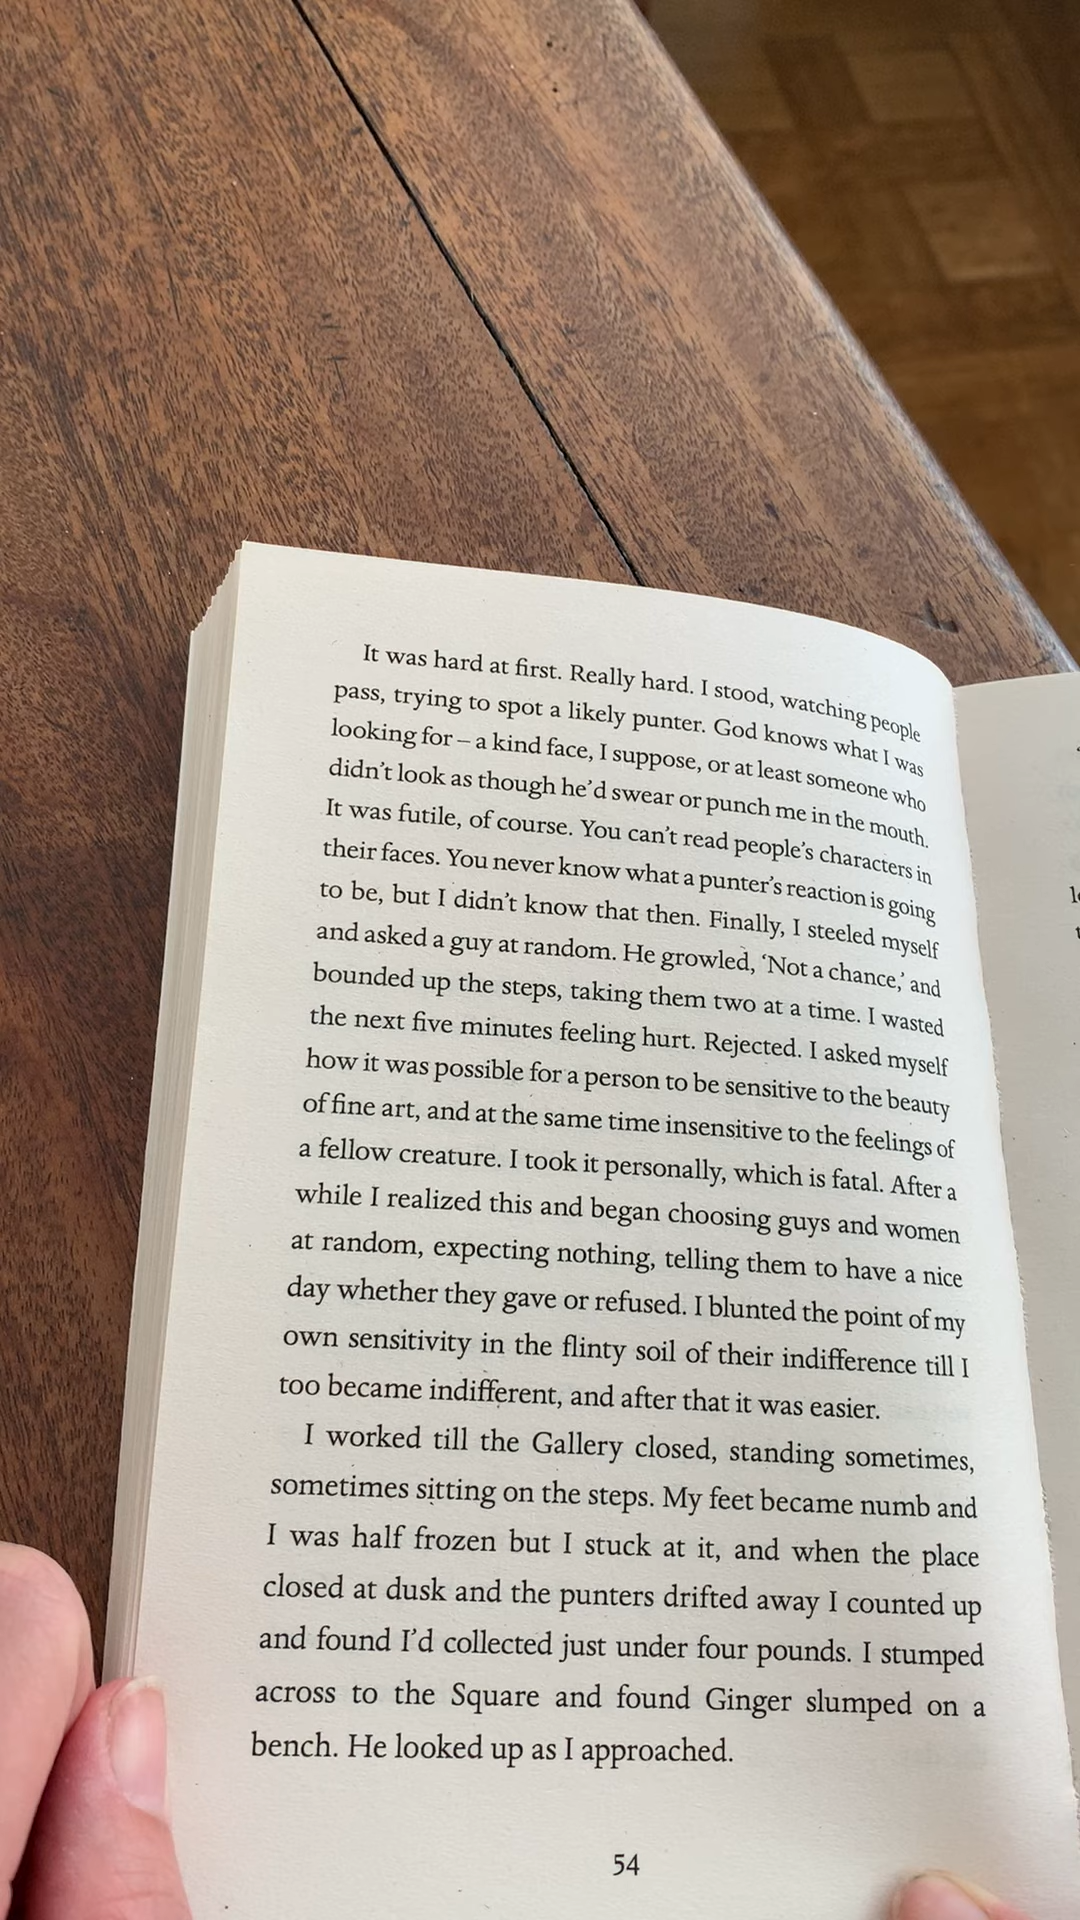 It was hard at first. Really hard. I stood, watching people
pass, trying to spot a likely punter. God knows what I was
looking for – a kind face, I suppose, or at least someone who
didn't look as though he'd swear or punch me in the mouth.
It was futile, of course. You can't read people's characters in
their faces. You never know what a punter's reaction is going
to be, but I didn't know that then. Finally, I steeled myself
and asked a guy at random. He growled, ‘Not a chance,’ and
bounded up the steps, taking them two at a time. I wasted
the next five minutes feeling hurt. Rejected. I asked myself
how it was possible for a person to be sensitive to the beauty
of fine art, and at the same time insensitive to the feelings of
a fellow creature. I took it personally, which is fatal. After a
while I realized this and began choosing guys and women
at random, expecting nothing, telling them to have a nice
day whether they gave or refused. I blunted the point of my
own sensitivity in the flinty soil of their indifference till I
too became indifferent, and after that it was easier.
I worked till the Gallery closed, standing sometimes,
sometimes sitting on the steps. My feet became numb and
I was half frozen but I stuck at it, and when the place
closed at dusk and the punters drifted away I counted up
and found I'd collected just under four pounds. I stumped
across to the Square and found Ginger slumped on a
bench. He looked up as I approached.
54